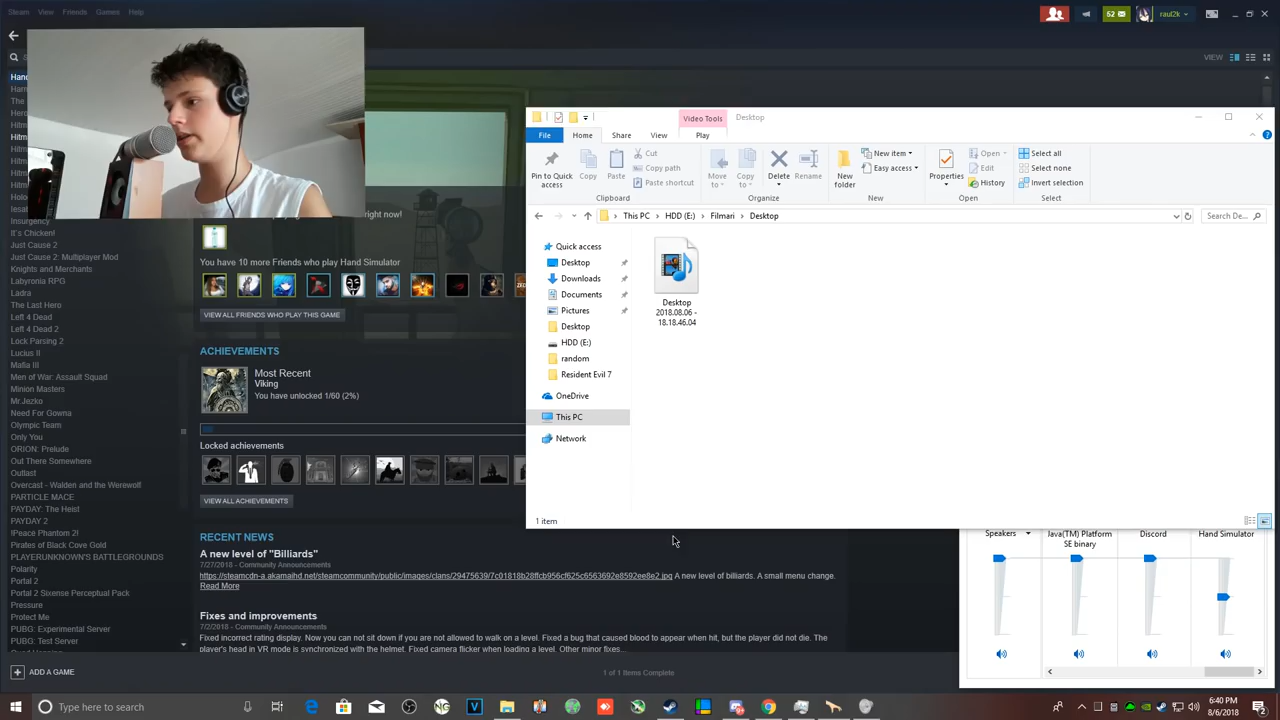 Steam View Friends Games Help
52 raul2k
VIEW
Hand
Harm
The
Hero
Hitm
Hitm
Hitm
Hitm
Hitm
Holo
Iesab
Insurgency
It's Chicken!
Just Cause 2
Just Cause 2: Multiplayer Mod
Knights and Merchants
Labyronia RPG
Ladra
The Last Hero
Left 4 Dead
Left 4 Dead 2
Lock Parsing 2
Lucius II
Mafia III
Men of War: Assault Squad
Minion Masters
Mr.Jezko
Need For Gowna
Olympic Team
Only You
ORION: Prelude
Out There Somewhere
Outlast
Overcast - Walden and the Werewolf
PARTICLE MACE
PAYDAY: The Heist
PAYDAY 2
!Peace Phantom 2!
Pirates of Black Cove Gold
PLAYERUNKNOWN'S BATTLEGROUNDS
Polarity
Portal 2
Portal 2 Sixense Perceptual Pack
Pressure
Protect Me
PUBG: Experimental Server
PUBG: Test Server
ADD A GAME
right now!
You have 10 more Friends who play Hand Simulator
VIEW ALL FRIENDS WHO PLAY THIS GAME
ACHIEVEMENTS
Most Recent
Viking
You have unlocked 1/60 (2%)
Locked achievements
VIEW ALL ACHIEVEMENTS
RECENT NEWS
A new level of "Billiards"
7/27/2018 - Community Announcements
https://steamcdn-a.akamaihd.net/steamcommunity/public/images/clans/29475639/7c01818b28ffcb956cf625c6563692e8592ee8e2.jpg A new level of billiards. A small menu change.
Read More
Fixes and improvements
7/2/2018 - Community Announcements
Fixed incorrect rating display. Now you can not sit down if you are not allowed to walk on a level. Fixed a bug that caused blood to appear when hit, but the player did not die. The
player's head in VR mode is synchronized with the helmet. Fixed camera flicker when loading a level. Other minor fixes...
1 of 1 Items Complete
Video Tools Desktop
File Home Share View Play
Pin to Quick access
Copy
Paste
Cut
Copy path
Paste shortcut
Clipboard
Move to
Copy to
Delete
Rename
Organize
New folder
New item
Easy access
New
Properties
Open
Edit
History
Open
Select all
Select none
Invert selection
Select
This PC HDD (E:) Filmari Desktop
Search De...
Quick access
Desktop
Downloads
Documents
Pictures
Desktop
HDD (E:)
random
Resident Evil 7
OneDrive
This PC
Network
Desktop
2018.08.06 -
18.18.46.04
1 item
Speakers
Java(TM) Platform SE binary
Discord
Hand Simulator
Type here to search
6:40 PM
8/6/2018